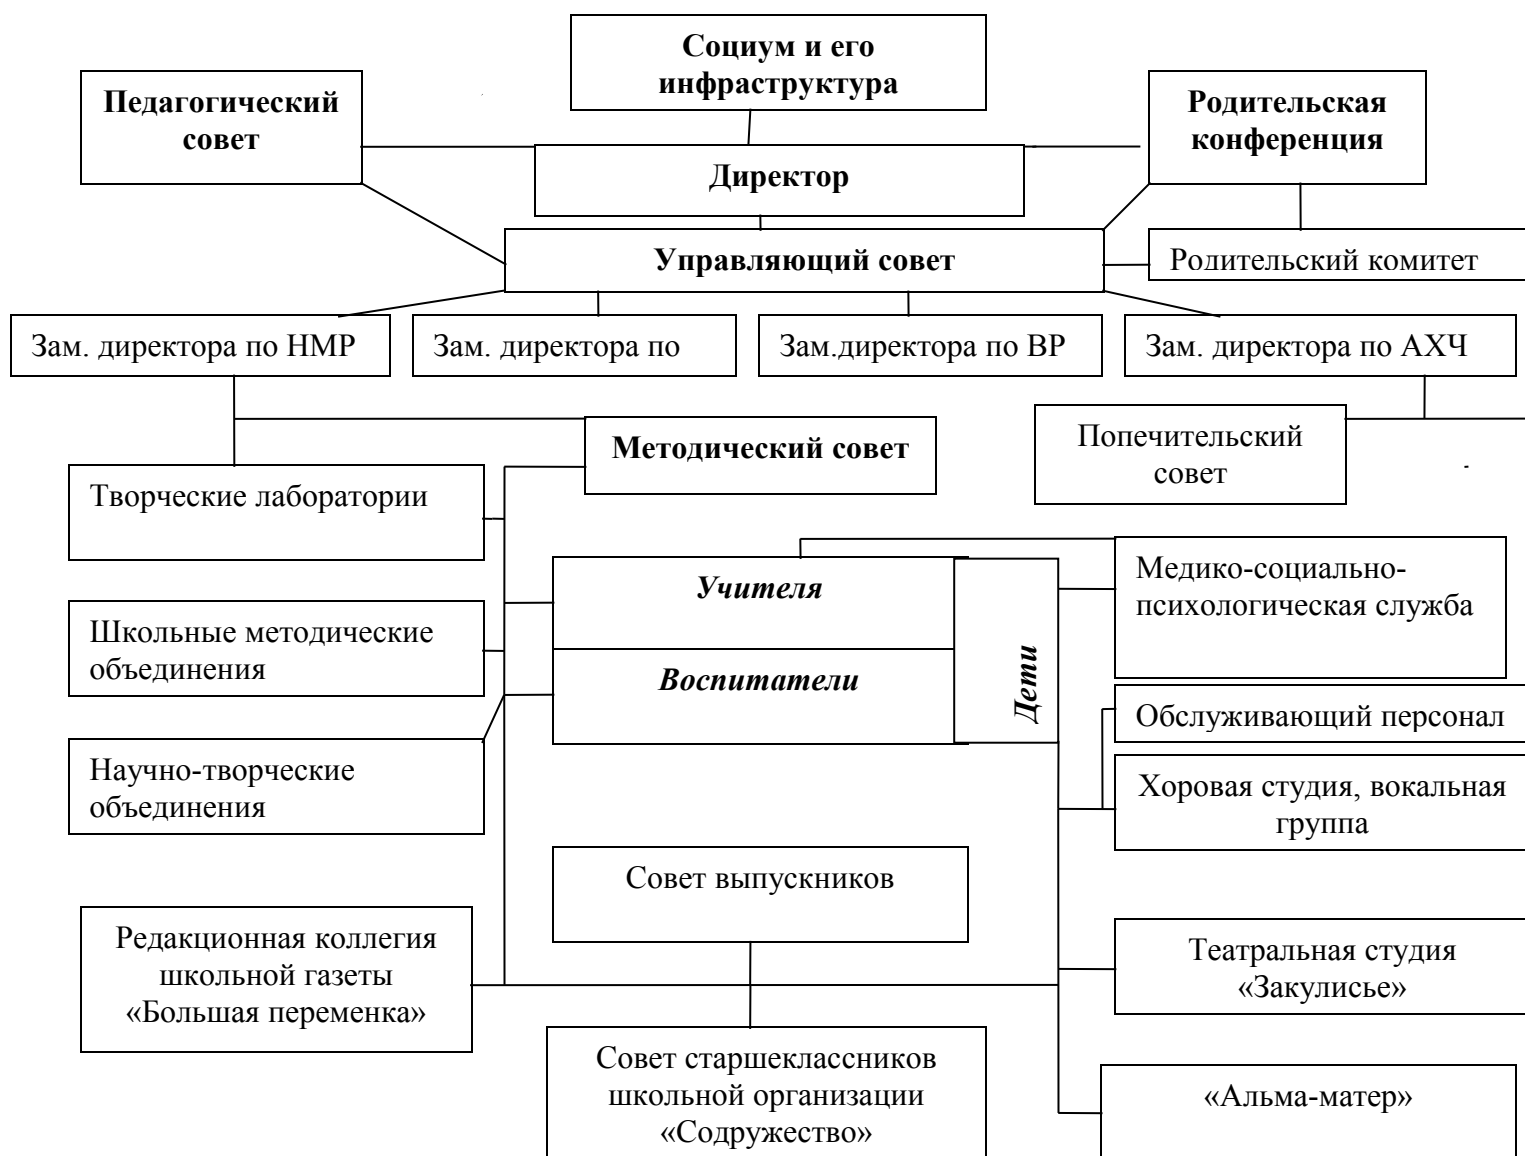 Социум и его
инфраструктура
Педагогический
совет
Родительская
конференция
Директор
Управляющий совет
Родительский комитет
Зам. директора по НМР
Зам. директора по
Зам.директора по ВР
Зам. директора по АХЧ
Методический совет
Попечительский
совет
Творческие лаборатории
Учителя
Медико-социально-
психологическая служба
Школьные методические
объединения
Воспитатели
Дети
Обслуживающий персонал
Научно-творческие
объединения
Хоровая студия, вокальная
группа
Совет выпускников
Редакционная коллегия
школьной газеты
«Большая переменка»
Театральная студия
«Закулисье»
Совет старшеклассников
школьной организации
«Содружество»
«Альма-матер»